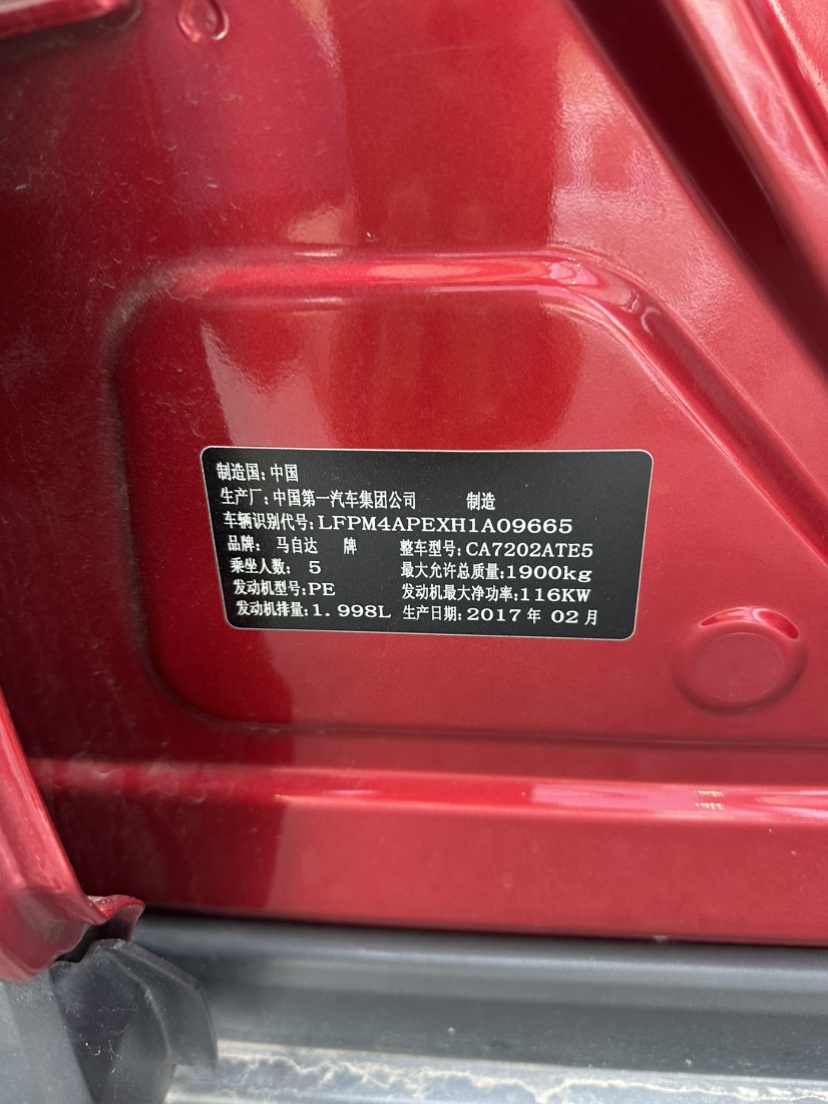 制造国:中国
生产厂:中国第一汽车集团公司 制造
车辆识别代号:LFPM4APEXH1A09665
品牌: 马自达 牌 整车型号:CA7202ATE5
乘坐人数: 5 最大允许总质量:1900kg
发动机型号:PE 发动机最大净功率:116KW
发动机排量:1.998L 生产日期:2017年 02月